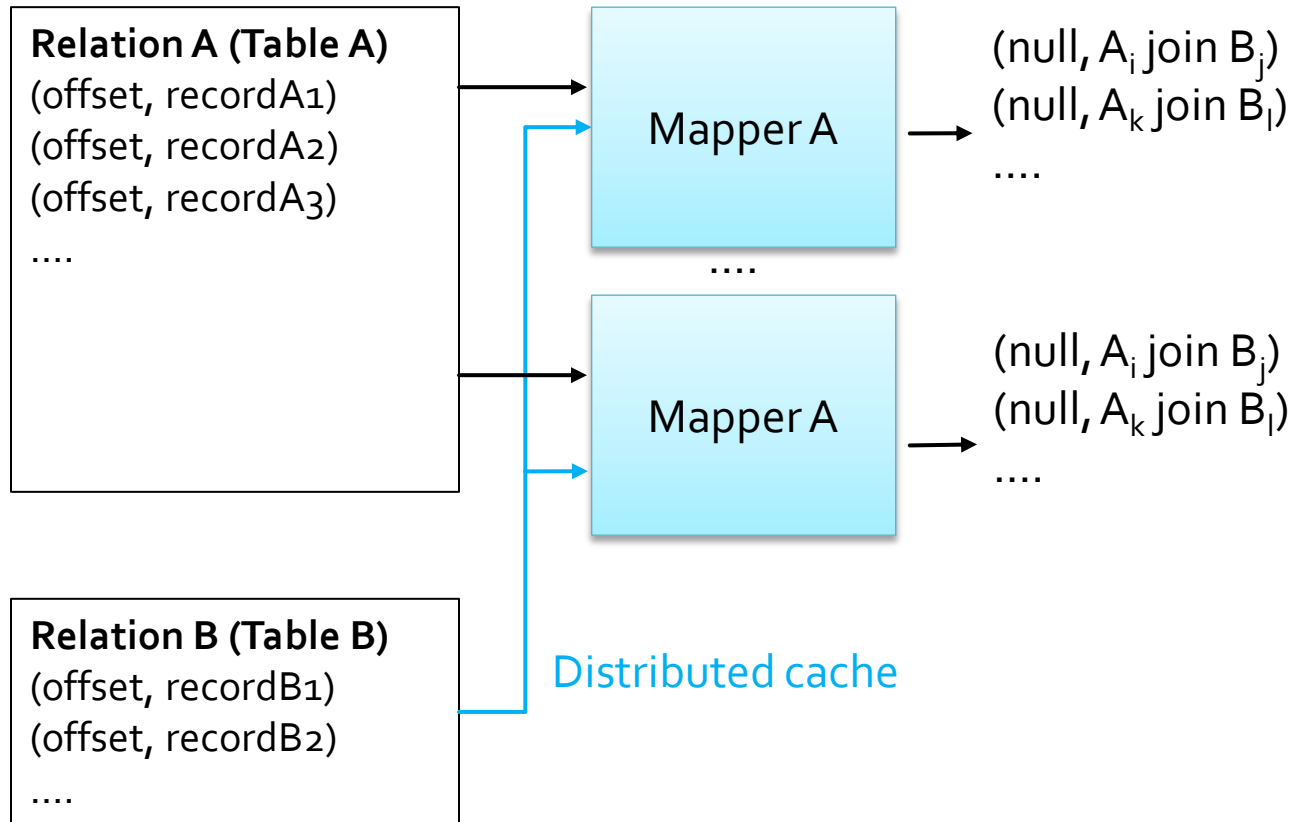 Relation A (Table A)
(offset, recordA1)
(offset, recordA2)
(offset, recordA3)
....
Mapper A
....
Mapper A
(null, Ai join Bj)
(null, Ak join Bl)
....
(null, Ai join Bj)
(null, Ak join Bl)
....
Relation B (Table B)
(offset, recordB1)
(offset, recordB2)
....
Distributed cache